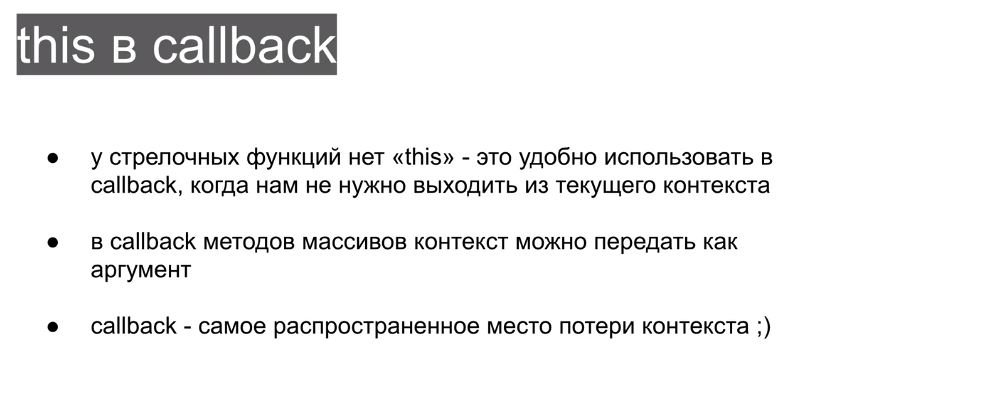 this в callback
● у стрелочных функций нет «this» - это удобно использовать в
callback, когда нам не нужно выходить из текущего контекста
● в callback методов массивов контекст можно передать как
аргумент
● callback - самое распространенное место потери контекста ;)